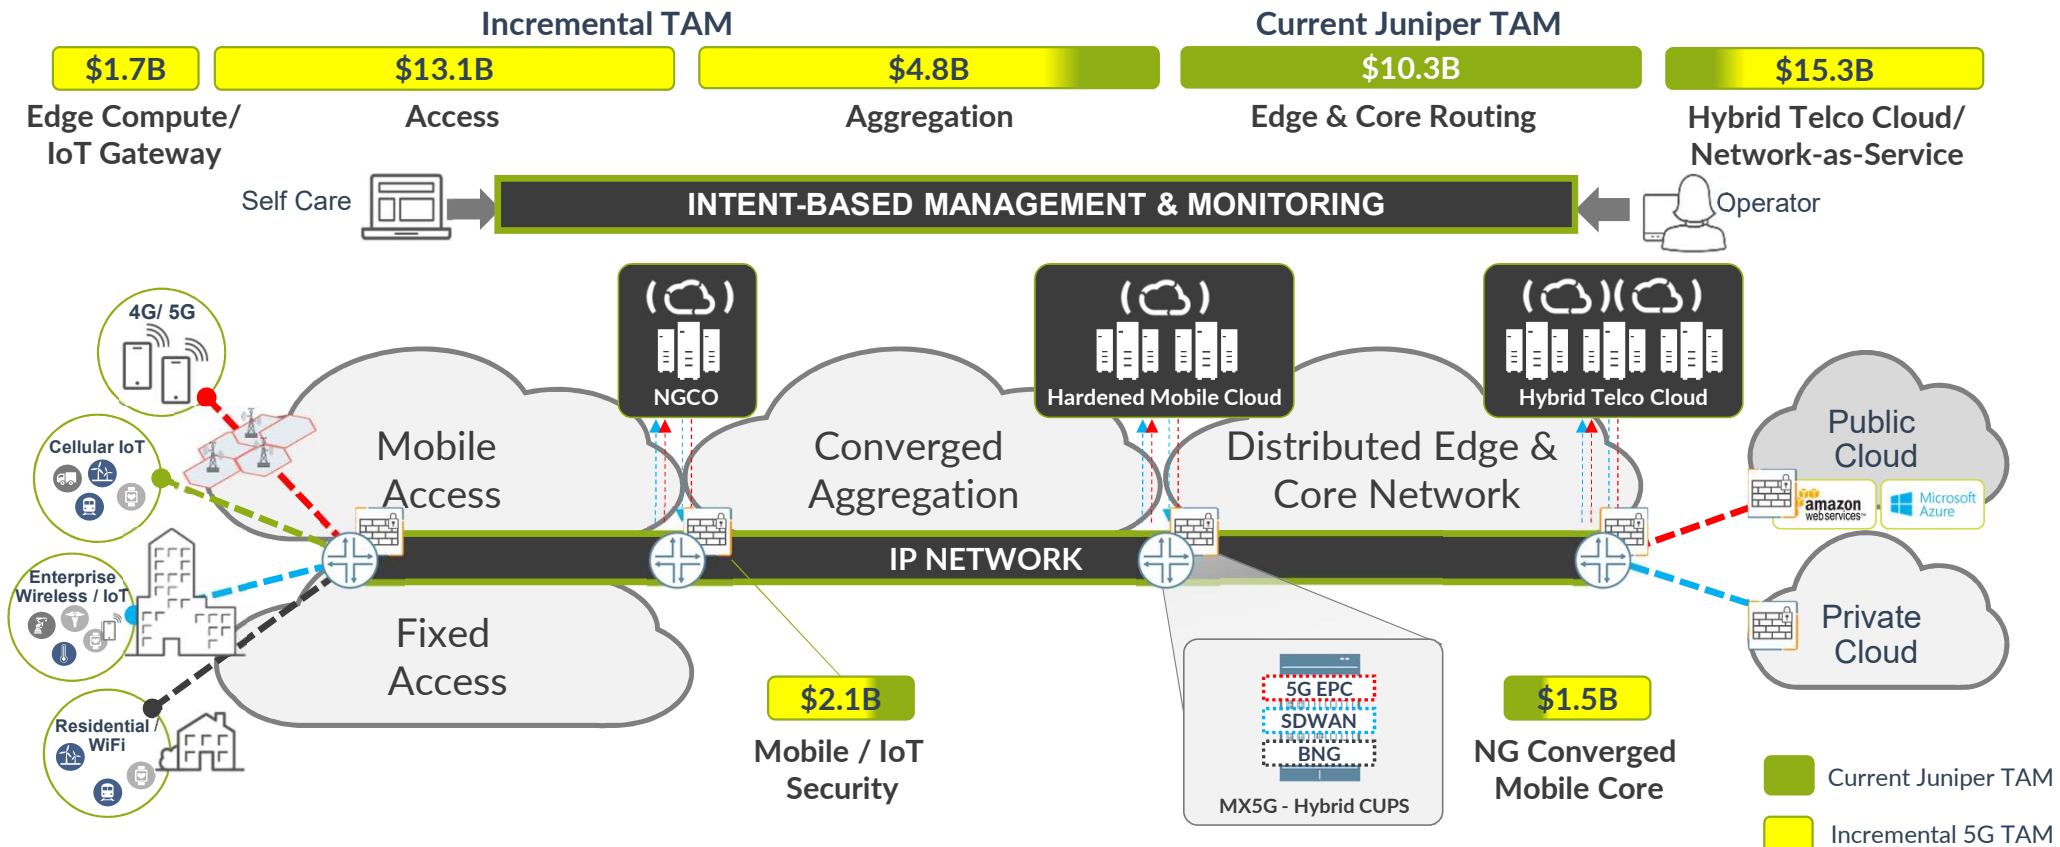 Incremental TAM
Current Juniper TAM
$1.7B
$13.1B
$4.8B
$10.3B
$15.3B
Edge Compute/
IoT Gateway
Access
Aggregation
Edge & Core Routing
Hybrid Telco Cloud/
Network-as-Service
Self Care
INTENT-BASED MANAGEMENT & MONITORING
Operator
4G/ 5G
NGCO
Hardened Mobile Cloud
Hybrid Telco Cloud
Cellular IoT
Mobile
Access
Converged
Aggregation
Distributed Edge &
Core Network
Public
Cloud
amazon
webservices™
Microsoft
Azure
IP NETWORK
Enterprise
Wireless / IoT
Fixed
Access
Private
Cloud
Residential /
WiFi
$2.1B
Mobile / IoT
Security
5G EPC
SDWAN
BNG
MX5G - Hybrid CUPS
$1.5B
NG Converged
Mobile Core
Current Juniper TAM
Incremental 5G TAM